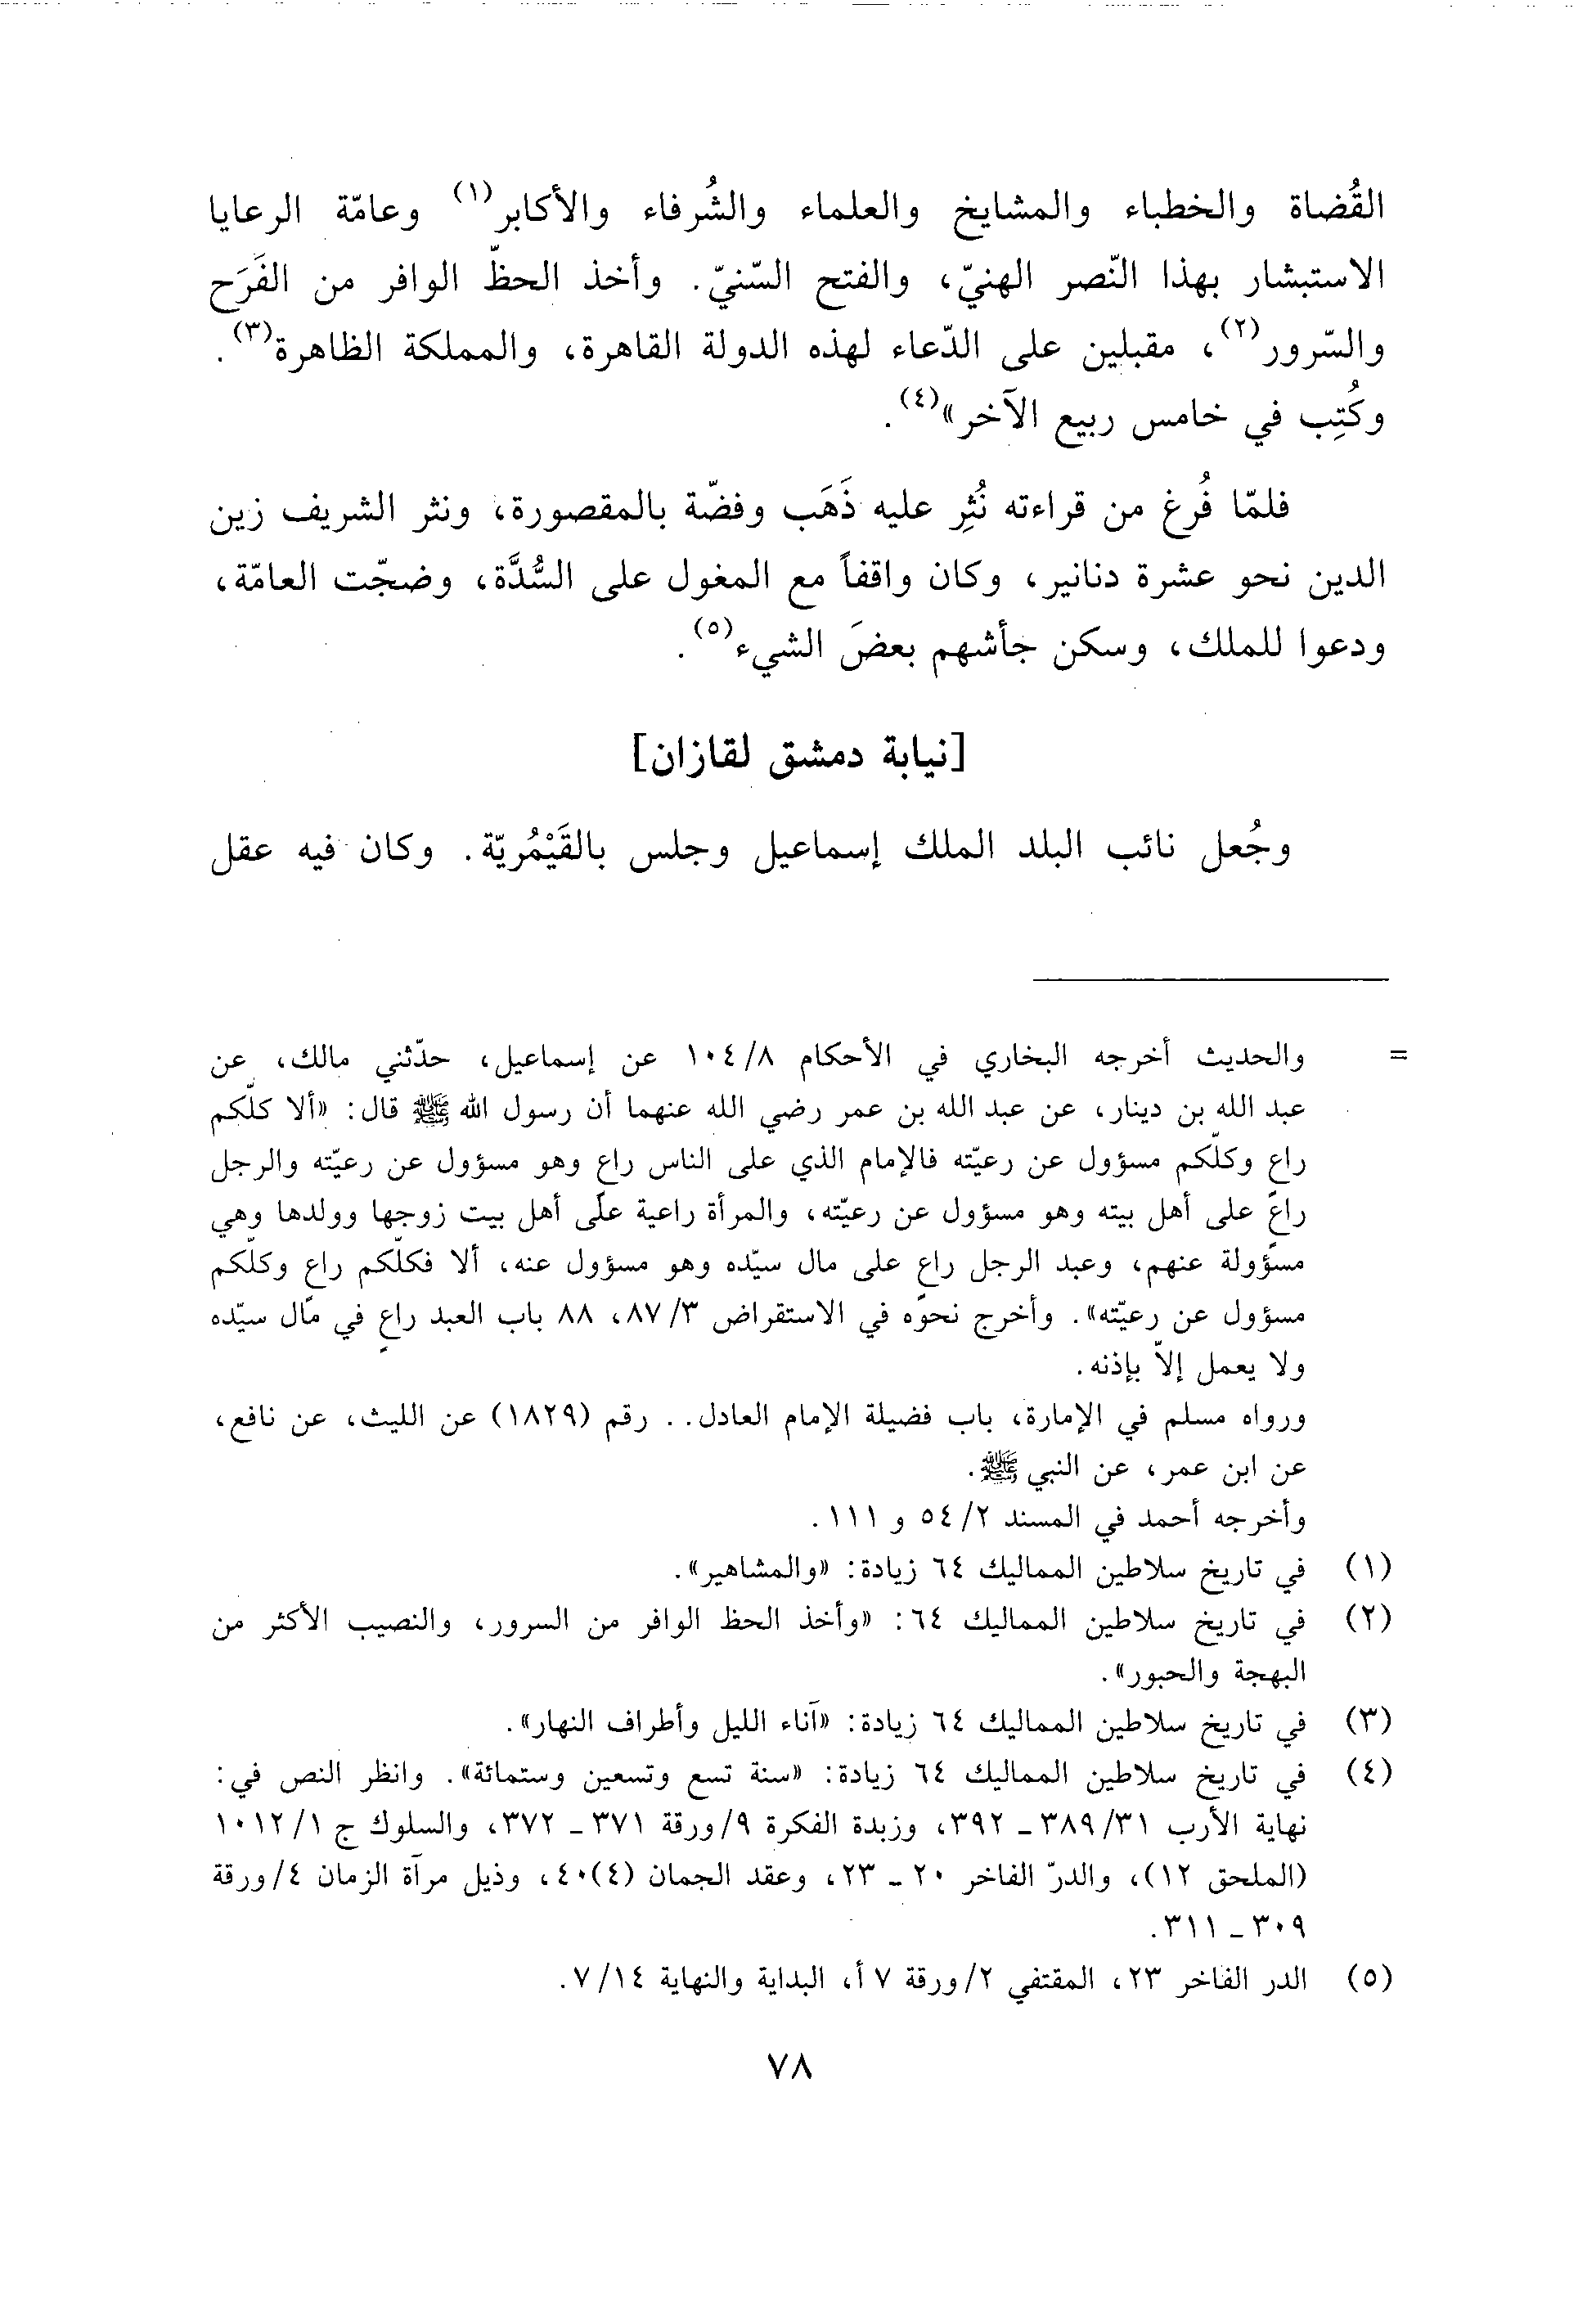 القُضاة والخطباء والمشايخ والعلماء والشُرفاء والأكابر(١) وعامّة الرعايا
الاستبشار بهذا النّصر الهنيّ، والفتح السّنيّ. وأخذ الحظّ الوافر من الفَرَح
والسّرور(٢)، مقبلين على الدّعاء لهذه الدولة القاهرة، والمملكة الظاهرة(٣).
وكُتِب في خامس ربيع الآخر»(٤).
فلمّا فُرغ من قراءته نُثِر عليه ذَهَب وفضّة بالمقصورة، ونثر الشريف زين
الدين نحو عشرة دنانير، وكان واقفاً مع المغول على السُّدَّة، وضجّت العامّة،
ودعوا للملك، وسكن جأشهم بعضَ الشيء(٥).
[نيابة دمشق لقازان]
وجُعل نائب البلد الملك إسماعيل وجلس بالقَيْمُريّة. وكان فيه عقل
= والحديث أخرجه البخاري في الأحكام ١٠٤/٨ عن إسماعيل، حدّثني مالك، عن
عبد الله بن دينار، عن عبد الله بن عمر رضي الله عنهما أن رسول الله ﷺ قال: «ألا كلّكم
راعٍ وكلّكم مسؤول عن رعيّته فالإمام الذي على الناس راعٍ وهو مسؤول عن رعيّته والرجل
راعٍ على أهل بيته وهو مسؤول عن رعيّته، والمرأة راعية على أهل بيت زوجها وولدها وهي
مسؤولة عنهم، وعبد الرجل راعٍ على مال سيّده وهو مسؤول عنه، ألا فكلّكم راعٍ وكلّكم
مسؤول عن رعيّته». وأخرج نحوه في الاستقراض ٨٧/٣، ٨٨ باب العبد راعٍ في مال سيّده
ولا يعمل إلاّ بإذنه.
ورواه مسلم في الإمارة، باب فضيلة الإمام العادل.. رقم (١٨٢٩) عن الليث، عن نافع،
عن ابن عمر، عن النبي ﷺ.
وأخرجه أحمد في المسند ٥٤/٢ و ١١١.
(١) في تاريخ سلاطين المماليك ٦٤ زيادة: «والمشاهير».
(٢) في تاريخ سلاطين المماليك ٦٤: «وأخذ الحظ الوافر من السرور، والنصيب الأكثر من
البهجة والحبور».
(٣) في تاريخ سلاطين المماليك ٦٤ زيادة: «آناء الليل وأطراف النهار».
(٤) في تاريخ سلاطين المماليك ٦٤ زيادة: «سنة تسع وتسعين وستمائة». وانظر النص في:
نهاية الأرب ٣٨٩/٣١ ـ ٣٩٢، وزبدة الفكرة ٩/ورقة ٣٧١ ـ ٣٧٢، والسلوك ج ١٠١٢/١
(الملحق ١٢)، والدرّ الفاخر ٢٠ ـ ٢٣، وعقد الجمان (٤)٤٠، وذيل مرآة الزمان ٤/ورقة
٣٠٩ ـ ٣١١.
(٥) الدر الفاخر ٢٣، المقتفي ٢/ورقة ٧ أ، البداية والنهاية ٧/١٤.
٧٨